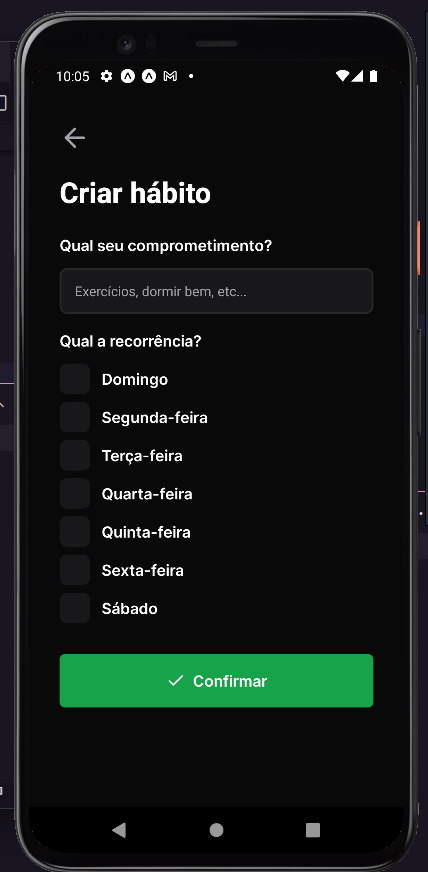 10:05
Criar hábito
Qual seu comprometimento?
Exercícios, dormir bem, etc...
Qual a recorrência?
Domingo
Segunda-feira
Terça-feira
Quarta-feira
Quinta-feira
Sexta-feira
Sábado
Confirmar